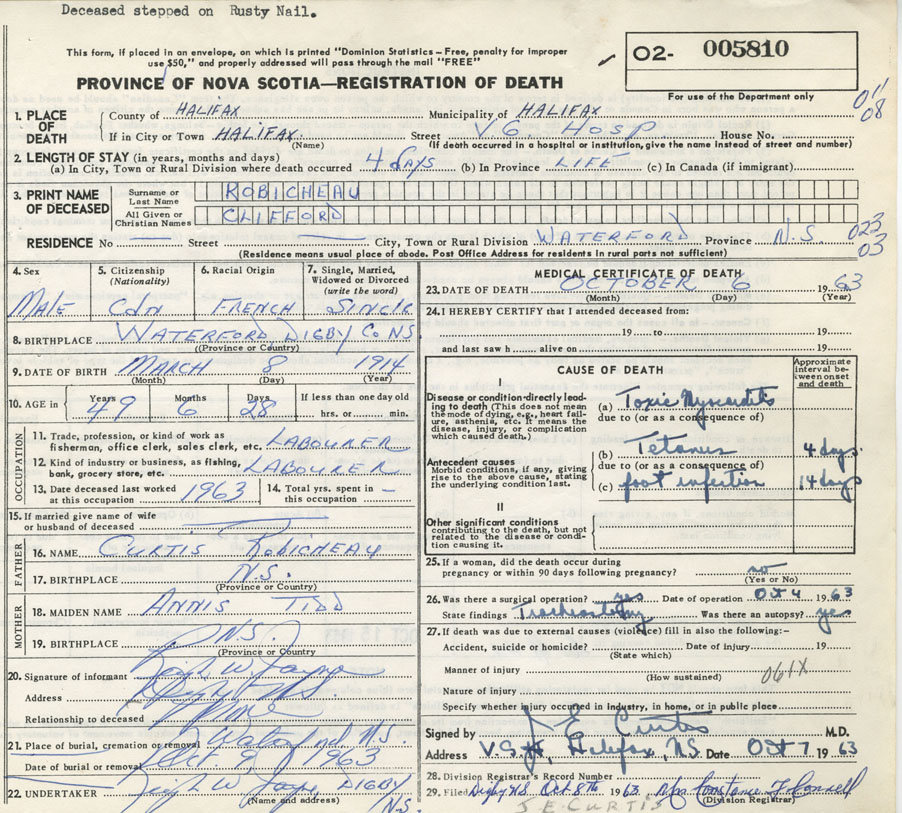 Deceased stepped on Rusty Nail.
This form, if placed in an envelope, on which is printed "Dominion Statistics – Free, penalty for improper
use $50," and properly addressed will pass through the mail "FREE"
02- 005810
PROVINCE OF NOVA SCOTIA—REGISTRATION OF DEATH
For use of the Department only
011
08
1. PLACE OF DEATH County of HALIFAX Municipality of HALIFAX
If in City or Town HALIFAX. Street V.G. HOSP House No.
(Name) (If death occurred in a hospital or institution, give the name instead of street and number)
2. LENGTH OF STAY (in years, months and days)
(a) In City, Town or Rural Division where death occurred 4 days (b) In Province LIFE (c) In Canada (if immigrant)
3. PRINT NAME OF DECEASED Surname or Last Name ROBICHEAU
All Given or Christian Names CLIFFORD
RESIDENCE No — Street — City, Town or Rural Division WATERFORD Province N.S. 023 03
(Residence means usual place of abode. Post Office Address for residents in rural parts not sufficient)
4. Sex 5. Citizenship (Nationality) 6. Racial Origin 7. Single, Married, Widowed or Divorced (write the word)
MALE CDN FRENCH SINGLE
8. BIRTHPLACE WATERFORD DIGBY CO NS
(Province or Country)
9. DATE OF BIRTH MARCH 8 1914
(Month) (Day) (Year)
10. AGE in Years Months Days If less than one day old
49 6 28 hrs. or min.
OCCUPATION
11. Trade, profession, or kind of work as
fisherman, office clerk, sales clerk, etc. LABOURER
12. Kind of industry or business, as fishing,
bank, grocery store, etc. LABOURER
13. Date deceased last worked at this occupation 1963 14. Total yrs. spent in this occupation —
15. If married give name of wife
or husband of deceased
FATHER
16. NAME CURTIS ROBICHEAU
17. BIRTHPLACE N.S.
(Province or Country)
MOTHER
18. MAIDEN NAME ANNIS TIDD
19. BIRTHPLACE N.S.
(Province or Country
20. Signature of informant
Address Digby NS
Relationship to deceased
21. Place of burial, cremation or removal Waterford N.S.
Date of burial or removal Oct 9 1963
22. UNDERTAKER DIGBY
(Name and address) N.S.
MEDICAL CERTIFICATE OF DEATH
23. DATE OF DEATH OCTOBER 6 1963
(Month) (Day) (Year)
24. I HEREBY CERTIFY that I attended deceased from:
19 to 19
and last saw h alive on 19
CAUSE OF DEATH Approximate interval between onset and death
I
Disease or condition-directly leading to death (This does not mean the mode of dying, e.g., heart failure, asthenia, etc. It means the disease, injury, or complication which caused death.)
(a) Toxic Myocarditis
due to (or as a consequence of)
Antecedent causes
Morbid conditions, if any, giving rise to the above cause, stating the underlying condition last.
(b) Tetanus 4 days
due to (or as a consequence of)
(c) foot infection 14 days
II
Other significant conditions
contributing to the death, but not related to the disease or condition causing it.
25. If a woman, did the death occur during
pregnancy or within 90 days following pregnancy? no
(Yes or No)
26. Was there a surgical operation? yes Date of operation Oct 4 1963
State findings Tracheostomy Was there an autopsy? yes
27. If death was due to external causes (violence) fill in also the following:–
Accident, suicide or homicide? Date of injury 19
(State which)
Manner of injury
(How sustained) 061X
Nature of injury
Specify whether injury occurred in industry, in home, or in public place
Signed by J E Curtis M.D.
Address V.G.H, Halifax, N.S. Date Oct 7 1963
28. Division Registrar's Record Number
29. Filed Digby N.S. Oct 8th 1963 Mrs Constance
(Division Registrar)
J.E. CURTIS